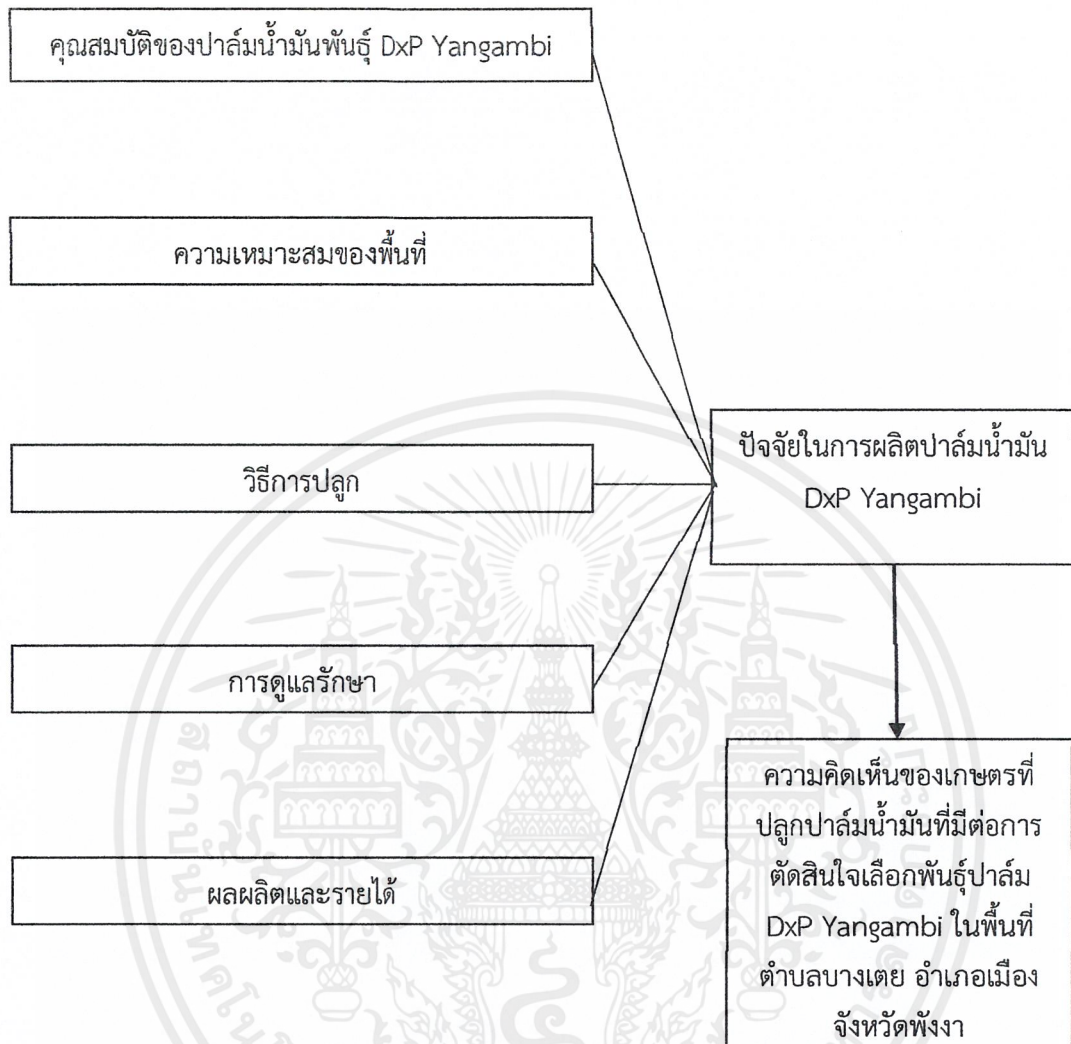 คุณสมบัติของปาล์มน้ำมันพันธุ์ DxP Yangambi
ความเหมาะสมของพื้นที่
วิธีการปลูก
การดูแลรักษา
ผลผลิตและรายได้
ปัจจัยในการผลิตปาล์มน้ำมัน
DxP Yangambi
ความคิดเห็นของเกษตรที่
ปลูกปาล์มน้ำมันที่มีต่อการ
ตัดสินใจเลือกพันธุ์ปาล์ม
DxP Yangambi ในพื้นที่
ตำบลบางเตย อำเภอเมือง
จังหวัดพังงา